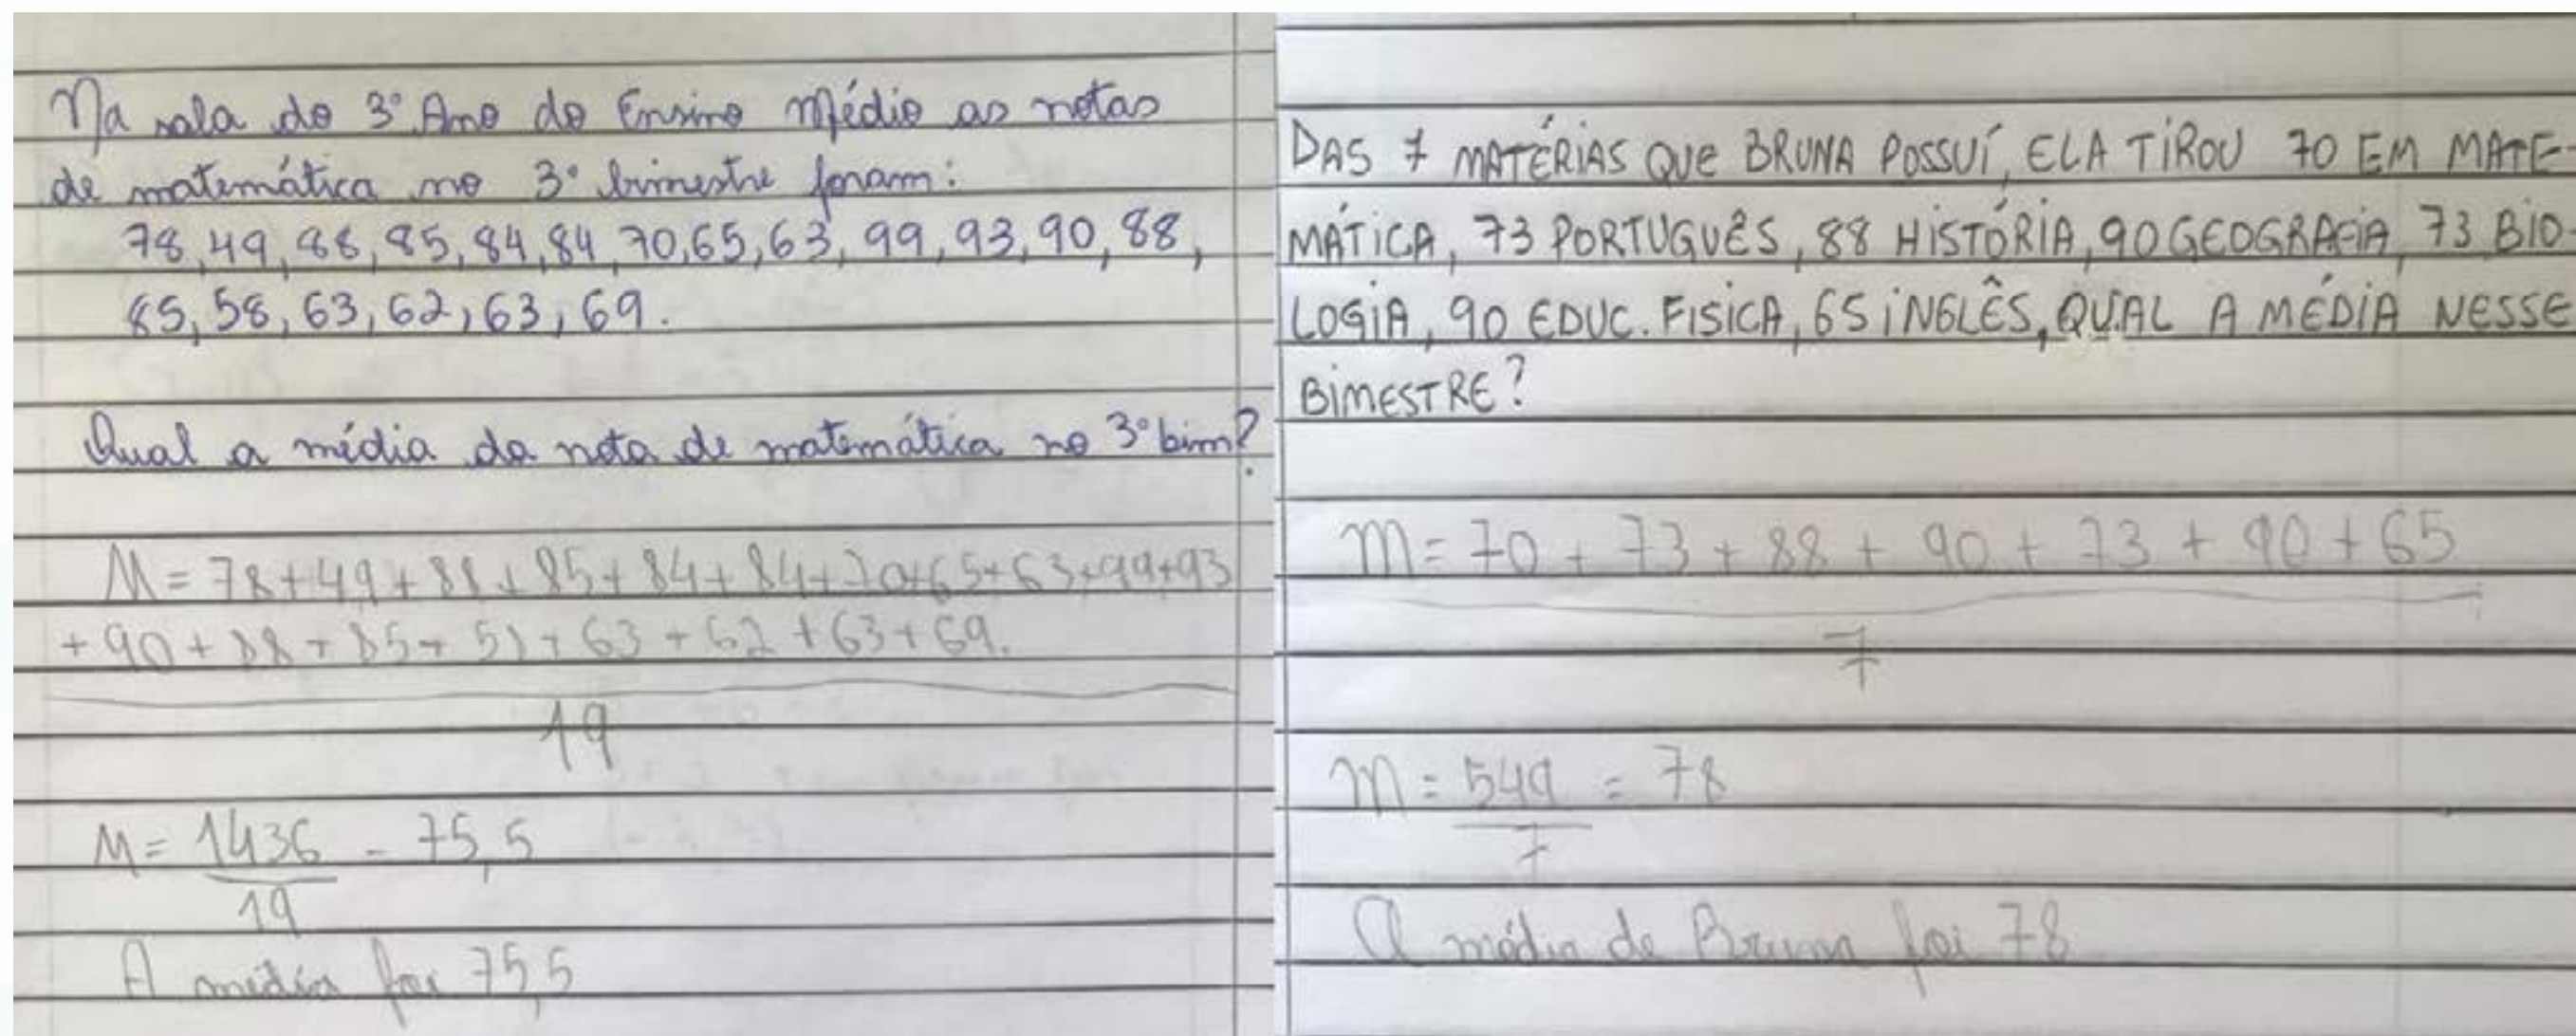 Na sala do 3º Ano do Ensino Médio as notas
de matemática no 3º bimestre foram:
78, 49, 88, 85, 84, 84, 70, 65, 63, 99, 93, 90, 88,
85, 58, 63, 62, 63, 69.
Qual a média da nota de matemática no 3º bim?
M = 78 + 49 + 88 + 85 + 84 + 84 + 70 + 65 + 63 + 99 + 93
+ 90 + 88 + 85 + 58 + 63 + 62 + 63 + 69.
19
M = 1436 = 75,5
19
A média foi 75,5
DAS 7 MATÉRIAS QUE BRUNA POSSUÍ, ELA TIROU 70 EM MATE-
MÁTICA, 73 PORTUGUÊS, 88 HISTÓRIA, 90 GEOGRAFIA, 73 BIO-
LOGIA, 90 EDUC. FISICA, 65 INGLÊS, QUAL A MÉDIA NESSE
BIMESTRE?
M = 70 + 73 + 88 + 90 + 73 + 90 + 65
7
M = 549 = 78
7
A média de Bruna foi 78